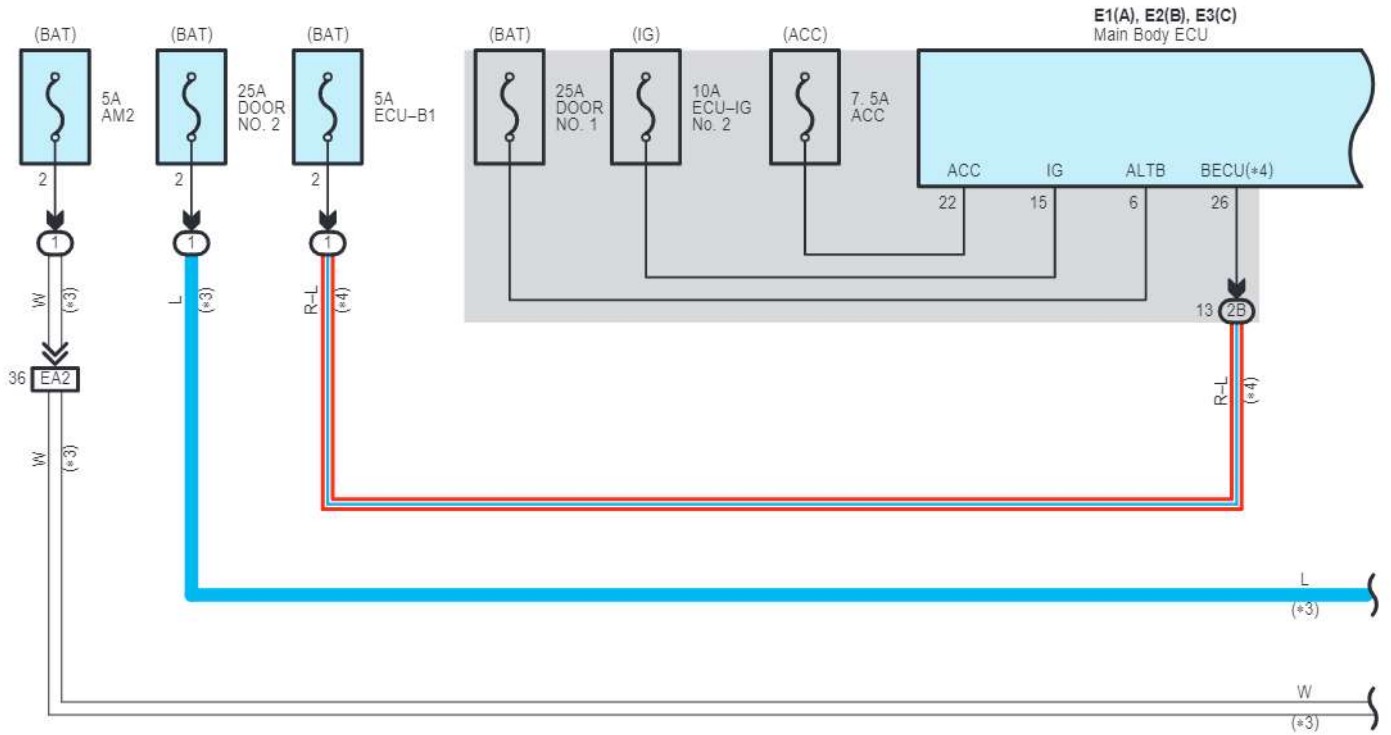 E1(A), E2(B), E3(C)
Main Body ECU
(BAT)
(BAT)
(BAT)
(BAT)
(IG)
(ACC)
5A
AM2
25A
DOOR
NO. 2
5A
ECU–B1
25A
DOOR
NO. 1
10A
ECU–IG
No. 2
7. 5A
ACC
ACC
IG
ALTB
BECU(*4)
2
2
2
22
15
6
26
1
1
1
W
(*3)
L
(*3)
R–L
(*4)
13
2B
36
EA2
R–L
(*4)
W
(*3)
L
(*3)
W
(*3)